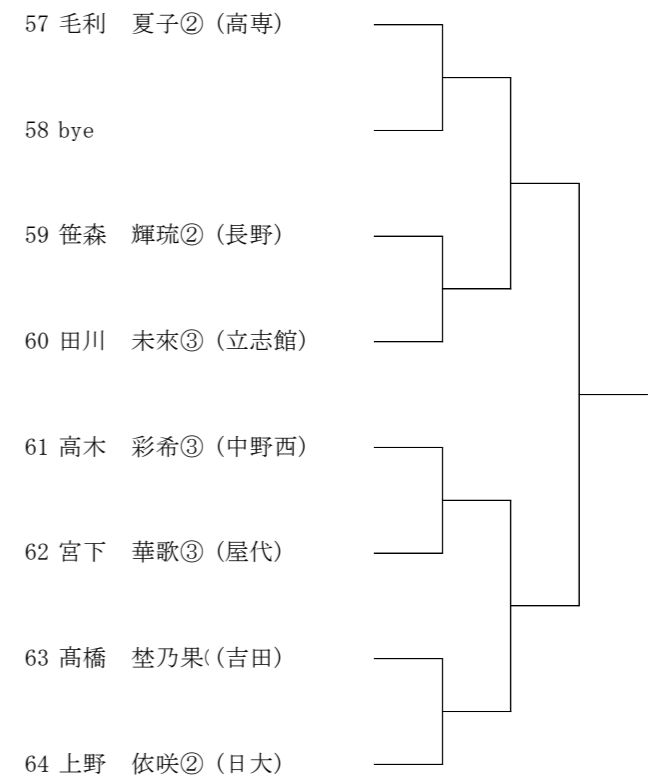 57 毛利　夏子②（高専）
58 bye
59 笹森　輝琉②（長野）
60 田川　未來③（立志館）
61 高木　彩希③（中野西）
62 宮下　華歌③（屋代）
63 髙橋　埜乃果(（吉田）
64 上野　依咲②（日大）